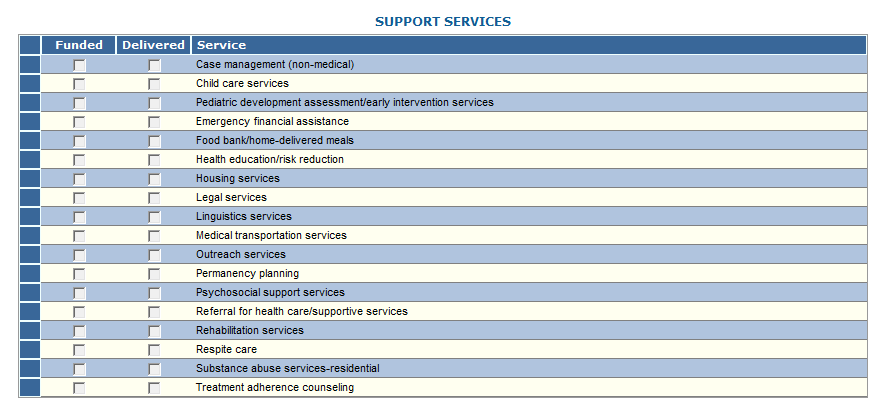 SUPPORT SERVICES
Funded Delivered Service
Case management (non-medical)
Child care services
Pediatric development assessment/early intervention services
Emergency financial assistance
Food bank/home-delivered meals
Health education/risk reduction
Housing services
Legal services
Linguistics services
Medical transportation services
Outreach services
Permanency planning
Psychosocial support services
Referral for health care/supportive services
Rehabilitation services
Respite care
Substance abuse services-residential
Treatment adherence counseling